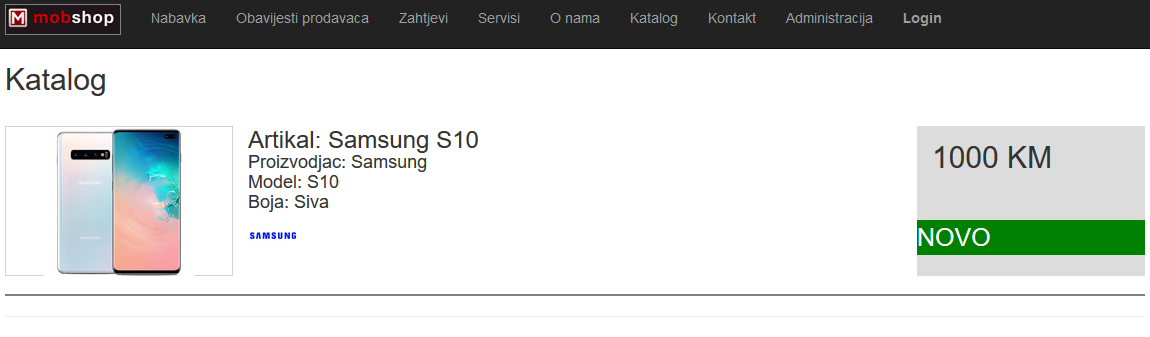 M mobshop Nabavka Obavijesti prodavaca Zahtjevi Servisi O nama Katalog Kontakt Administracija Login
Katalog
Artikal: Samsung S10
Proizvodjac: Samsung
Model: S10
Boja: Siva
SAMSUNG
1000 KM
NOVO
SAMSUNG